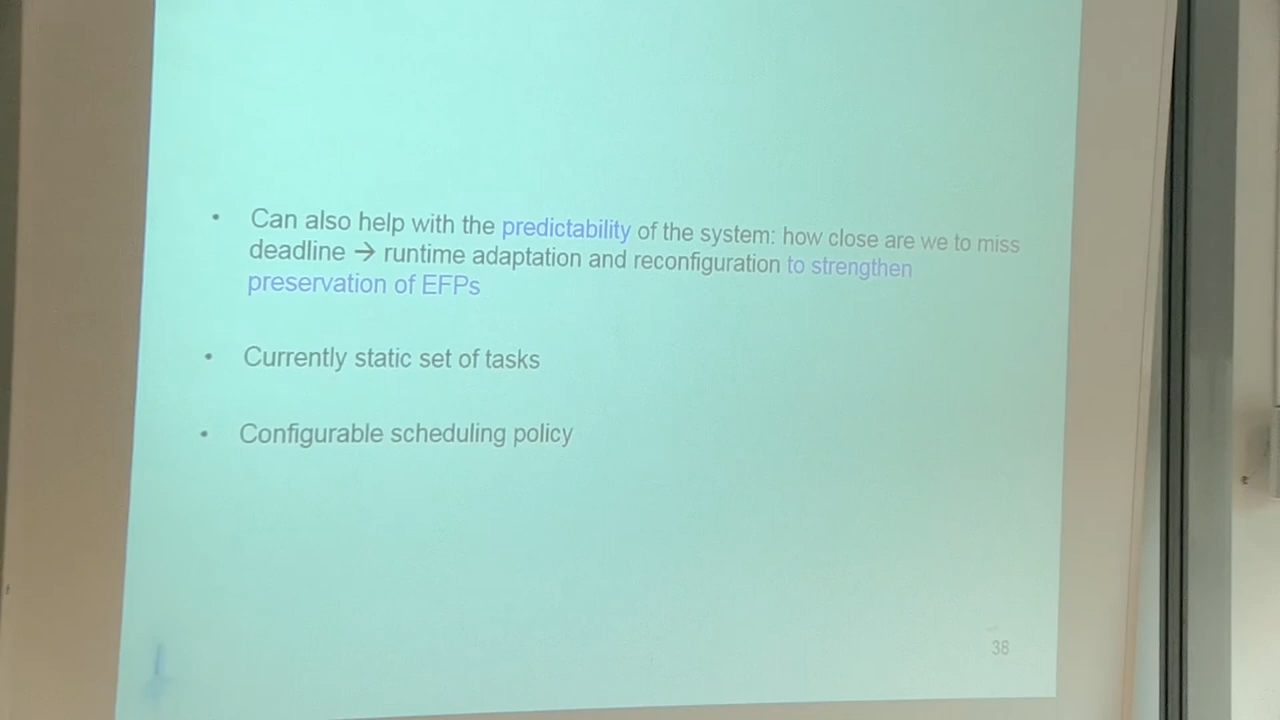 • Can also help with the predictability of the system: how close are we to miss
deadline → runtime adaptation and reconfiguration to strengthen
preservation of EFPs
• Currently static set of tasks
• Configurable scheduling policy
38